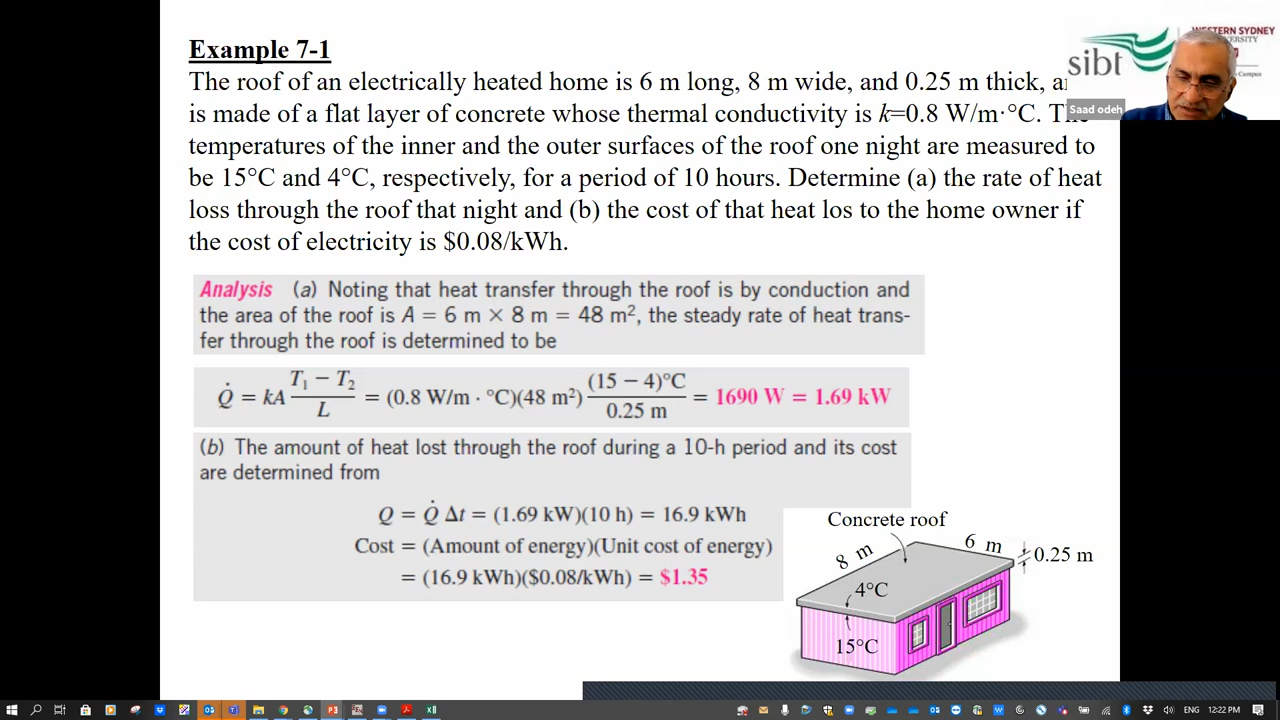 Example 7-1
The roof of an electrically heated home is 6 m long, 8 m wide, and 0.25 m thick, a
is made of a flat layer of concrete whose thermal conductivity is k=0.8 W/m·°C. The
temperatures of the inner and the outer surfaces of the roof one night are measured to
be 15°C and 4°C, respectively, for a period of 10 hours. Determine (a) the rate of heat
loss through the roof that night and (b) the cost of that heat los to the home owner if
the cost of electricity is $0.08/kWh.
sibt
WESTERN SYDNEY
Saad odeh
Analysis (a) Noting that heat transfer through the roof is by conduction and
the area of the roof is A = 6 m × 8 m = 48 m², the steady rate of heat trans-
fer through the roof is determined to be
Q̇ = kA (T₁ − T₂)/L = (0.8 W/m · °C)(48 m²) (15 − 4)°C/0.25 m = 1690 W = 1.69 kW
(b) The amount of heat lost through the roof during a 10-h period and its cost
are determined from
Q = Q̇ Δt = (1.69 kW)(10 h) = 16.9 kWh
Cost = (Amount of energy)(Unit cost of energy)
= (16.9 kWh)($0.08/kWh) = $1.35
Concrete roof
8 m
6 m
0.25 m
4°C
15°C
ENG 12:22 PM